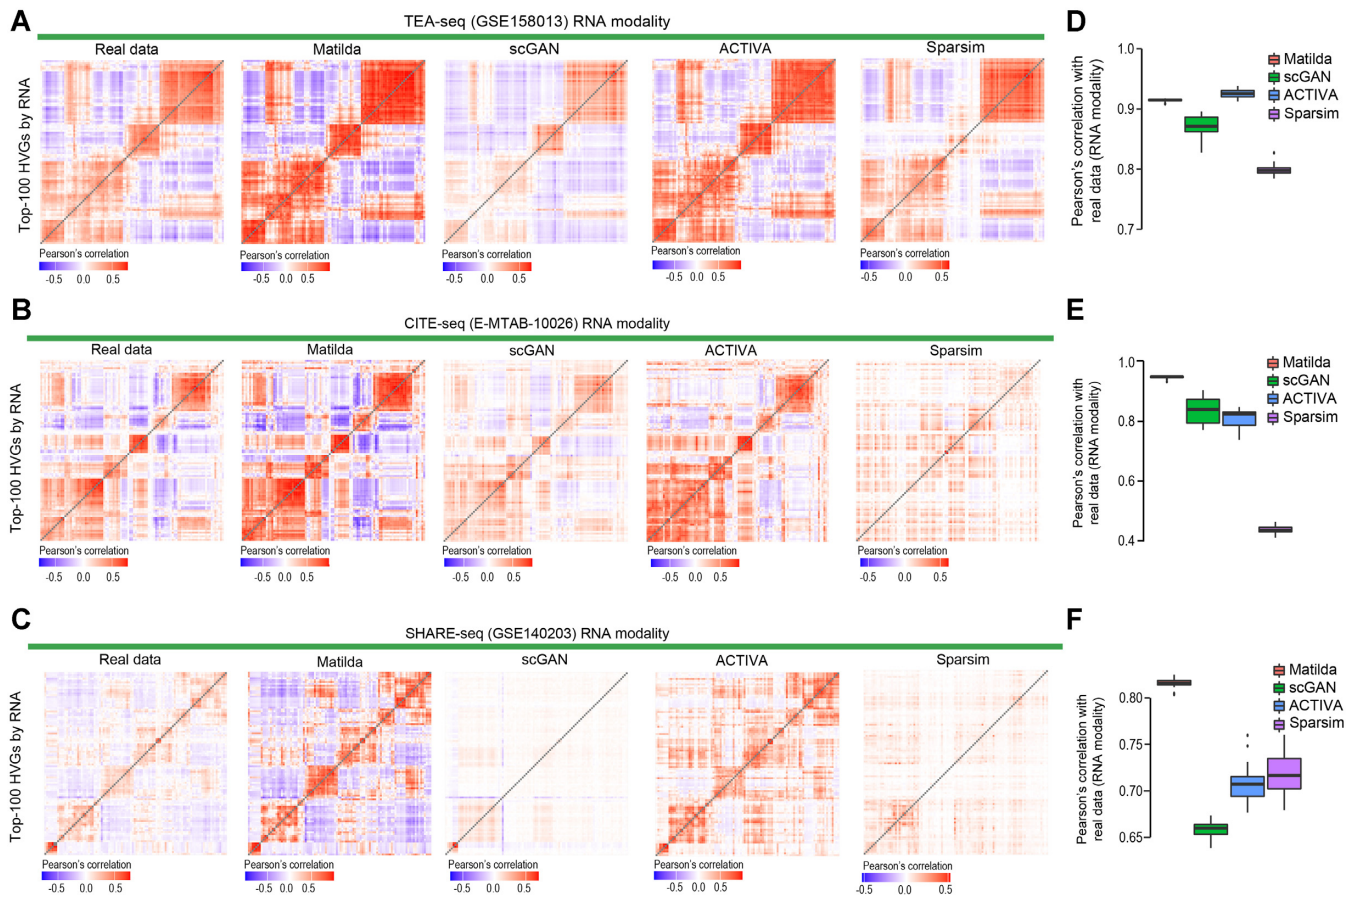 A
TEA-seq (GSE158013) RNA modality
Real data
Matilda
scGAN
ACTIVA
Sparsim
Top-100 HVGs by RNA
Pearson's correlation
-0.5 0.0 0.5
Pearson's correlation
-0.5 0.0 0.5
Pearson's correlation
-0.5 0.0 0.5
Pearson's correlation
-0.5 0.0 0.5
Pearson's correlation
-0.5 0.0 0.5
B
CITE-seq (E-MTAB-10026) RNA modality
Real data
Matilda
scGAN
ACTIVA
Sparsim
Top-100 HVGs by RNA
Pearson's correlation
-0.5 0.0 0.5
Pearson's correlation
-0.5 0.0 0.5
Pearson's correlation
-0.5 0.0 0.5
Pearson's correlation
-0.5 0.0 0.5
Pearson's correlation
-0.5 0.0 0.5
C
SHARE-seq (GSE140203) RNA modality
Real data
Matilda
scGAN
ACTIVA
Sparsim
Top-100 HVGs by RNA
Pearson's correlation
-0.5 0.0 0.5
Pearson's correlation
-0.5 0.0 0.5
Pearson's correlation
-0.5 0.0 0.5
Pearson's correlation
-0.5 0.0 0.5
Pearson's correlation
-0.5 0.0 0.5
D
Pearson's correlation with
real data (RNA modality)
1.0
0.9
0.8
0.7
Matilda
scGAN
ACTIVA
Sparsim
E
Pearson's correlation with
real data (RNA modality)
1.0
0.8
0.6
0.4
Matilda
scGAN
ACTIVA
Sparsim
F
Pearson's correlation with
real data (RNA modality)
0.80
0.75
0.70
0.65
Matilda
scGAN
ACTIVA
Sparsim